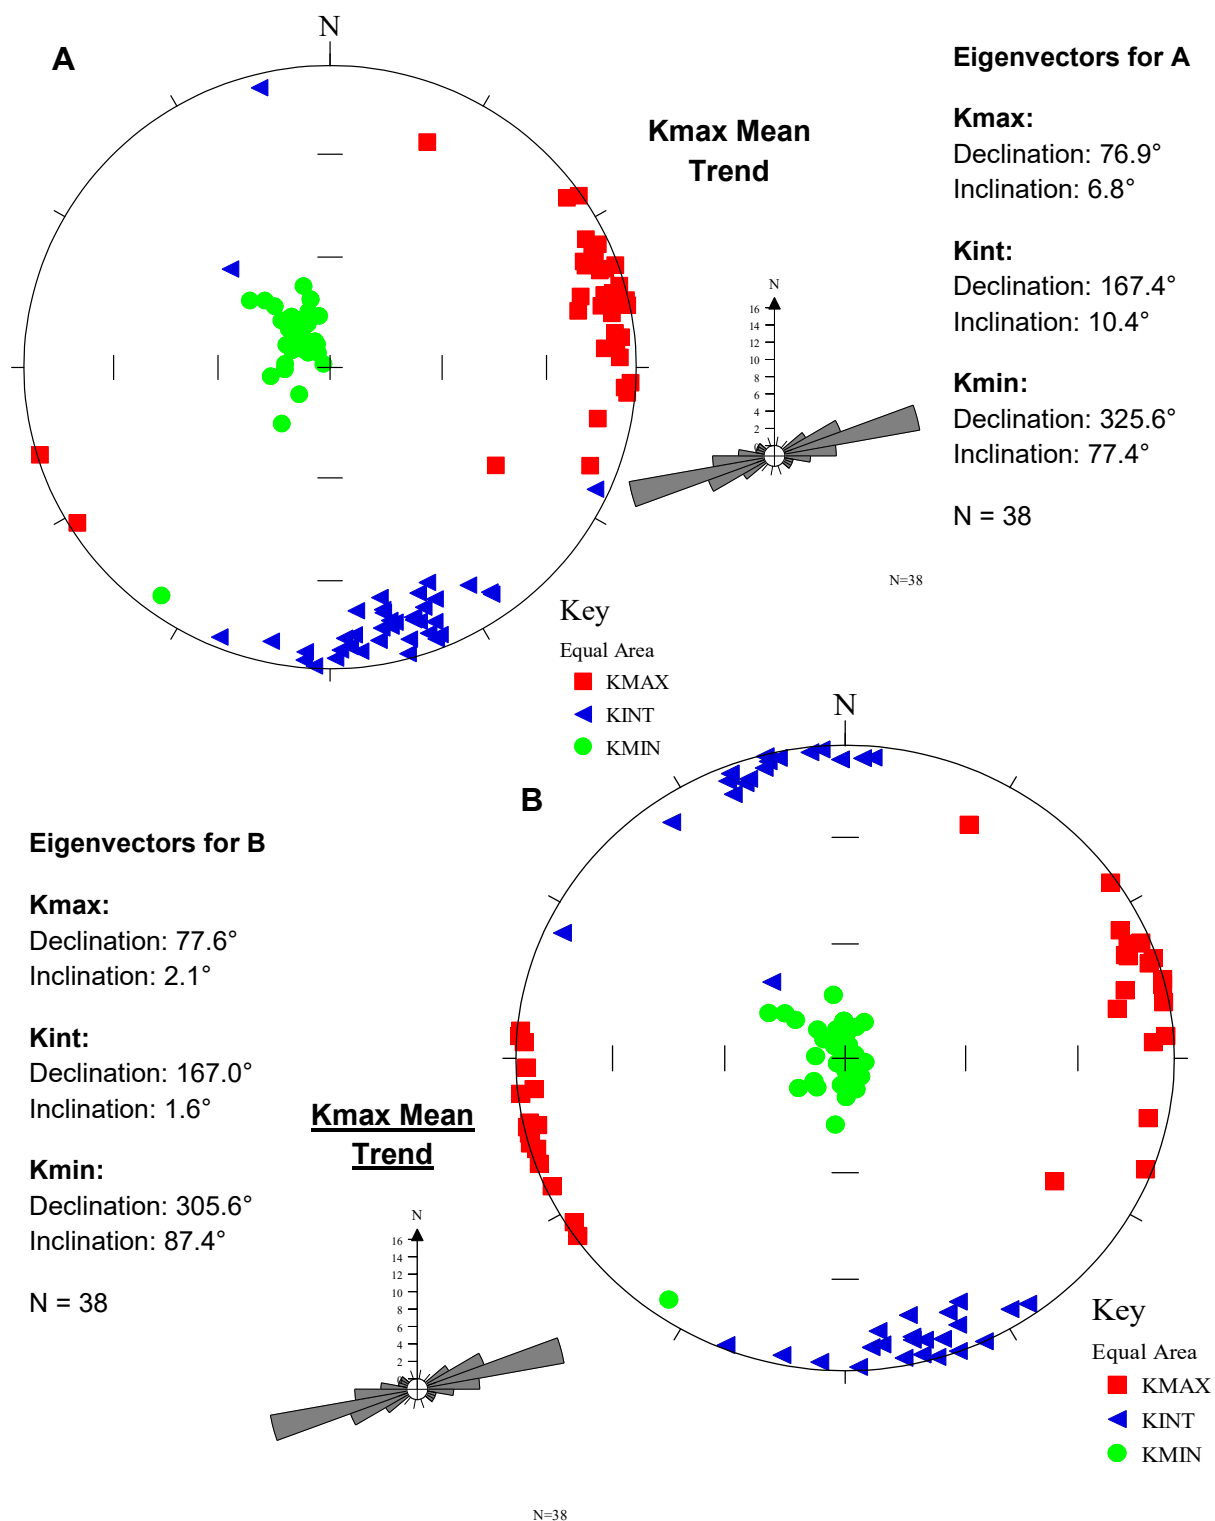 N
A
Kmax Mean
Trend
Eigenvectors for A
Kmax:
Declination: 76.9°
Inclination: 6.8°
Kint:
Declination: 167.4°
Inclination: 10.4°
Kmin:
Declination: 325.6°
Inclination: 77.4°
N = 38
N
16
14
12
10
8
6
4
2
0
N=38
Key
Equal Area
KMAX
KINT
KMIN
N
B
Eigenvectors for B
Kmax:
Declination: 77.6°
Inclination: 2.1°
Kint:
Declination: 167.0°
Inclination: 1.6°
Kmin:
Declination: 305.6°
Inclination: 87.4°
N = 38
Kmax Mean
Trend
N
16
14
12
10
8
6
4
2
0
N=38
Key
Equal Area
KMAX
KINT
KMIN